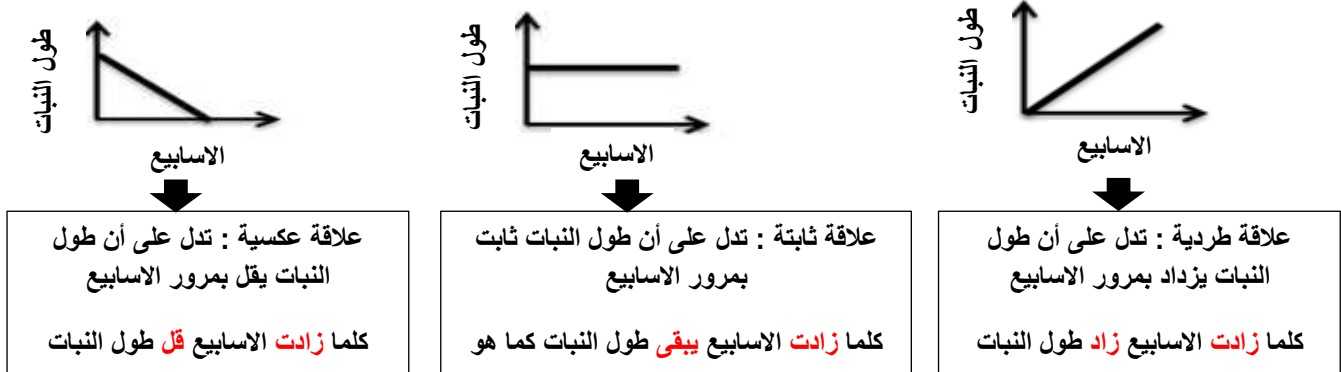 طول النبات
الاسابيع
علاقة طردية : تدل على أن طول
النبات يزداد بمرور الاسابيع
كلما زادت الاسابيع زاد طول النبات
طول النبات
الاسابيع
علاقة ثابتة : تدل على أن طول النبات ثابت
بمرور الاسابيع
كلما زادت الاسابيع يبقى طول النبات كما هو
طول النبات
الاسابيع
علاقة عكسية : تدل على أن طول
النبات يقل بمرور الاسابيع
كلما زادت الاسابيع قل طول النبات